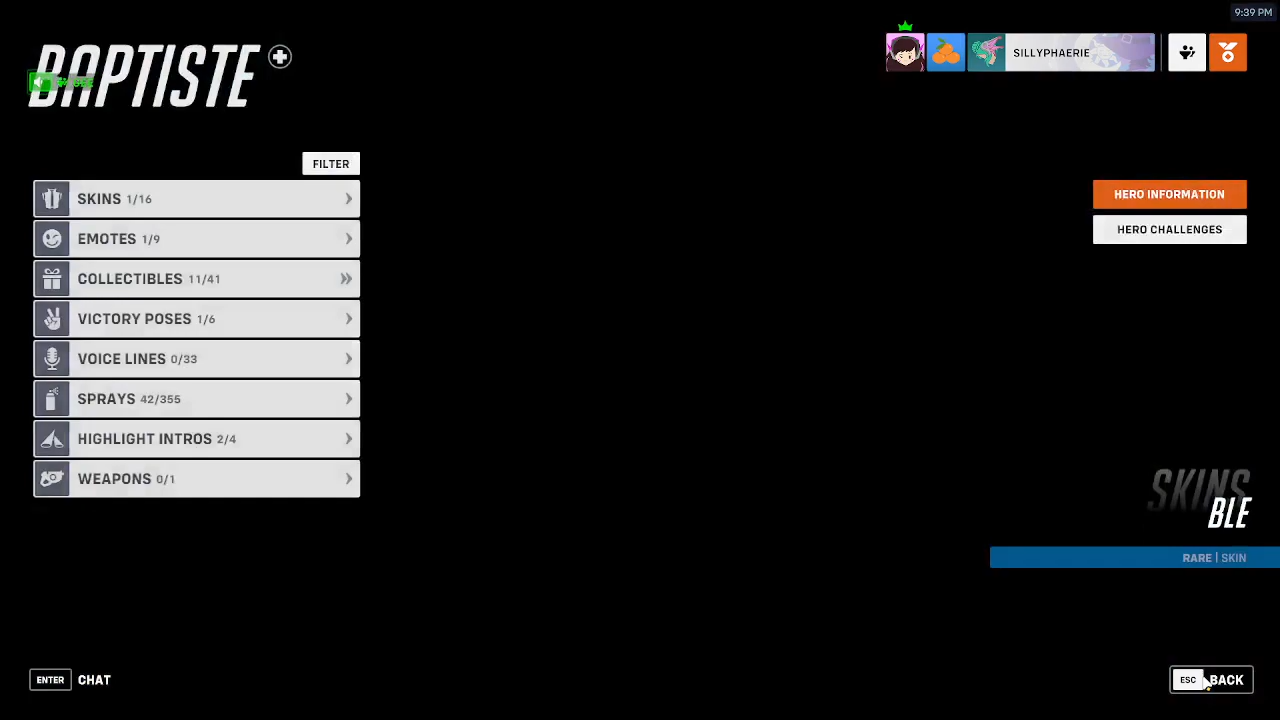 9:39 PM
BAPTISTE
SILLYPHAERIE
FILTER
SKINS 1/16
EMOTES 1/9
COLLECTIBLES 11/41
VICTORY POSES 1/6
VOICE LINES 0/33
SPRAYS 42/355
HIGHLIGHT INTROS 2/4
WEAPONS 0/1
HERO INFORMATION
HERO CHALLENGES
SKINS
BLE
RARE | SKIN
ENTER CHAT
ESC BACK